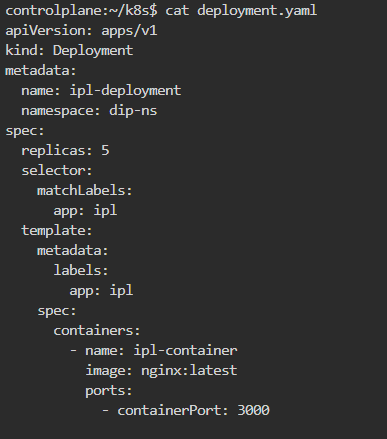 controlplane:~/k8s$ cat deployment.yaml
apiVersion: apps/v1
kind: Deployment
metadata:
  name: ipl-deployment
  namespace: dip-ns
spec:
  replicas: 5
  selector:
    matchLabels:
      app: ipl
  template:
    metadata:
      labels:
        app: ipl
    spec:
      containers:
        - name: ipl-container
          image: nginx:latest
          ports:
            - containerPort: 3000